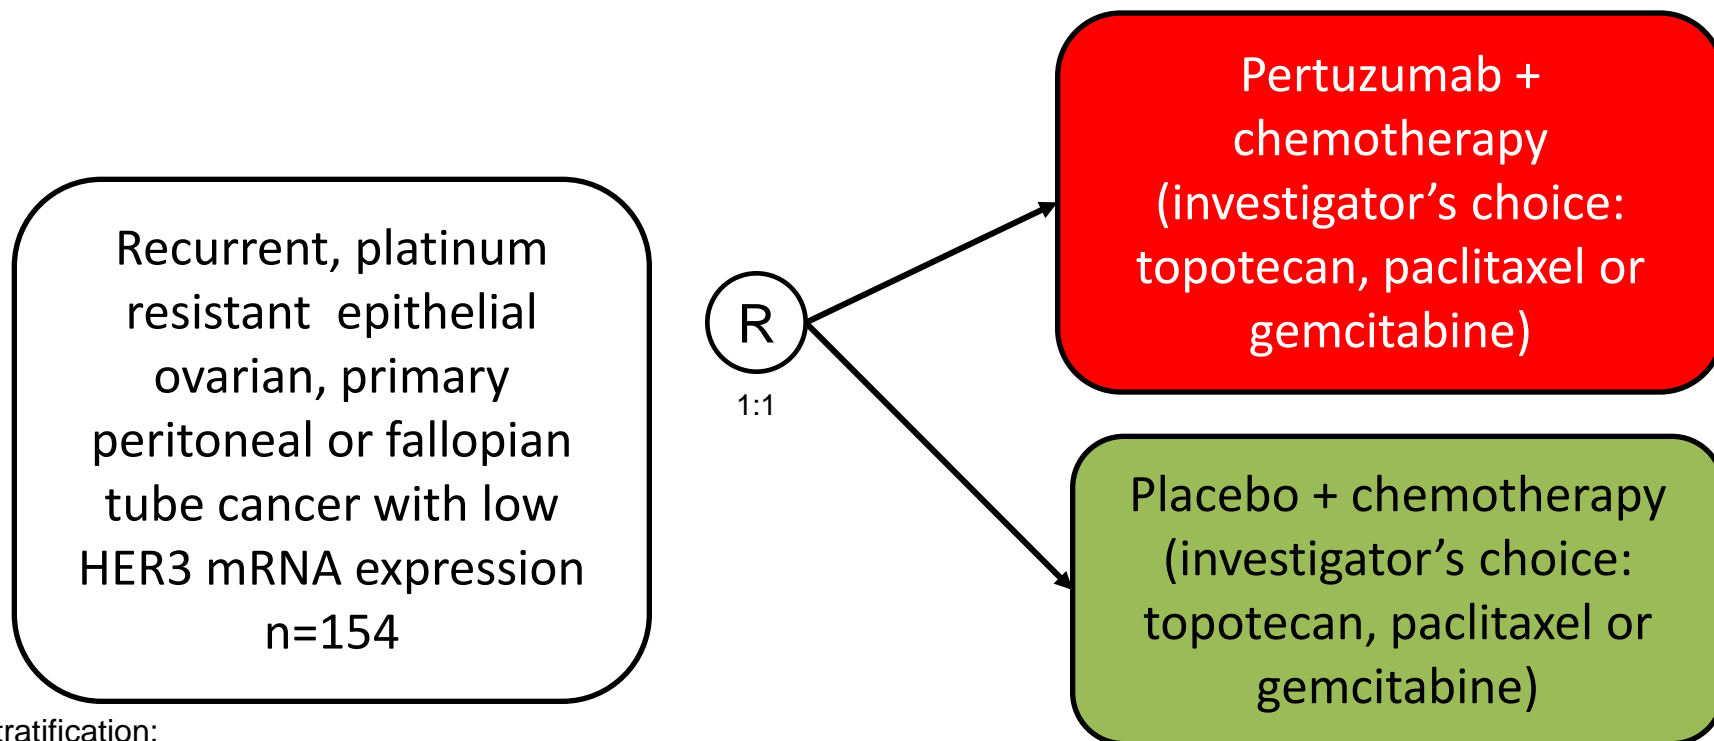 Recurrent, platinum
resistant  epithelial
ovarian, primary
peritoneal or fallopian
tube cancer with low
HER3 mRNA expression
n=154
R
1:1
Pertuzumab +
chemotherapy
(investigator’s choice:
topotecan, paclitaxel or
gemcitabine)
Placebo + chemotherapy
(investigator’s choice:
topotecan, paclitaxel or
gemcitabine)
tratification: